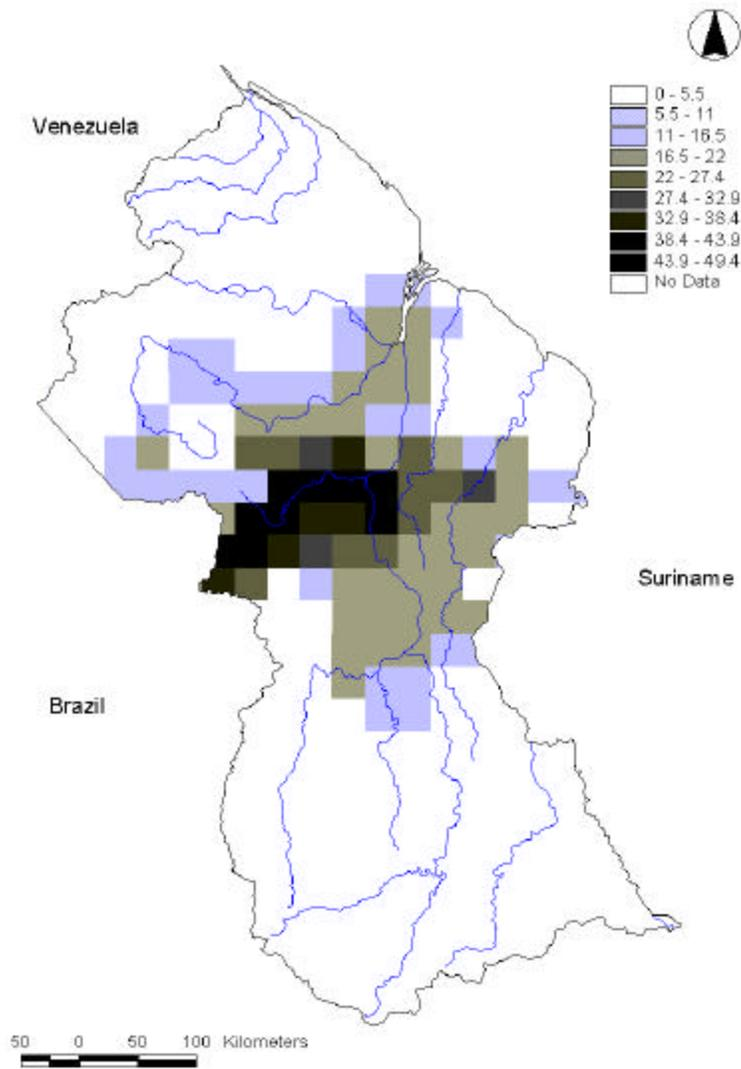 Venezuela
0 - 5.5
5.5 - 11
11 - 16.5
16.5 - 22
22 - 27.4
27.4 - 32.9
32.9 - 38.4
38.4 - 43.9
43.9 - 49.4
No Data
Suriname
Brazil
50 0 50 100 Kilometers